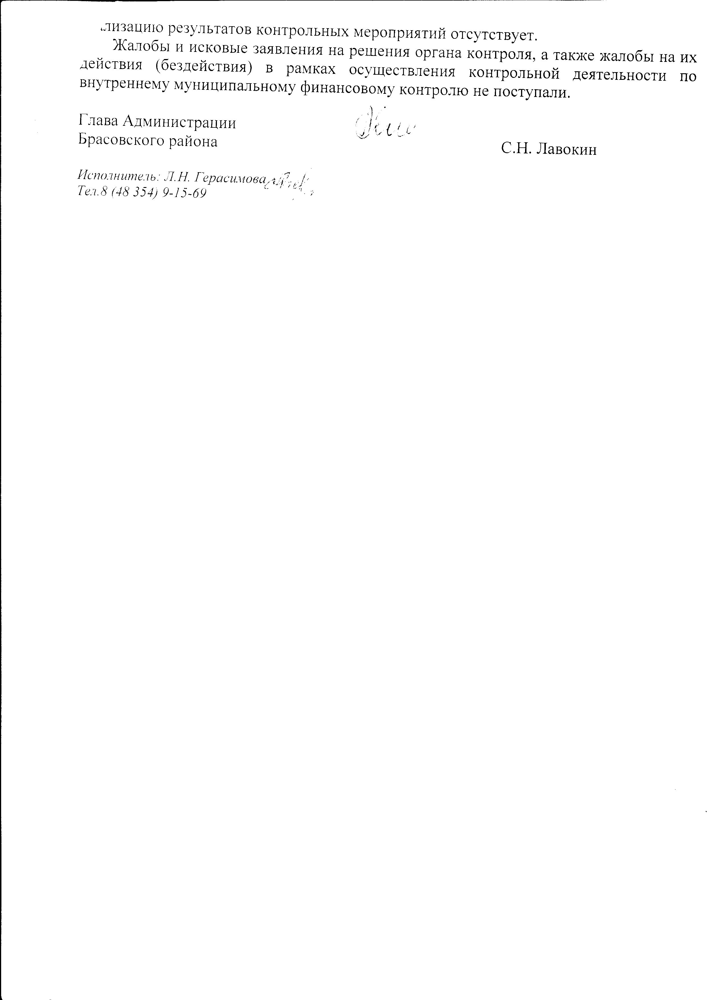 лизацию результатов контрольных мероприятий отсутствует.
Жалобы и исковые заявления на решения органа контроля, а также жалобы на их
действия (бездействия) в рамках осуществления контрольной деятельности по
внутреннему муниципальному финансовому контролю не поступали.
Глава Администрации
Брасовского района
С.Н. Лавокин
Исполнитель: Л.Н. Герасимова
Тел.8 (48 354) 9-15-69